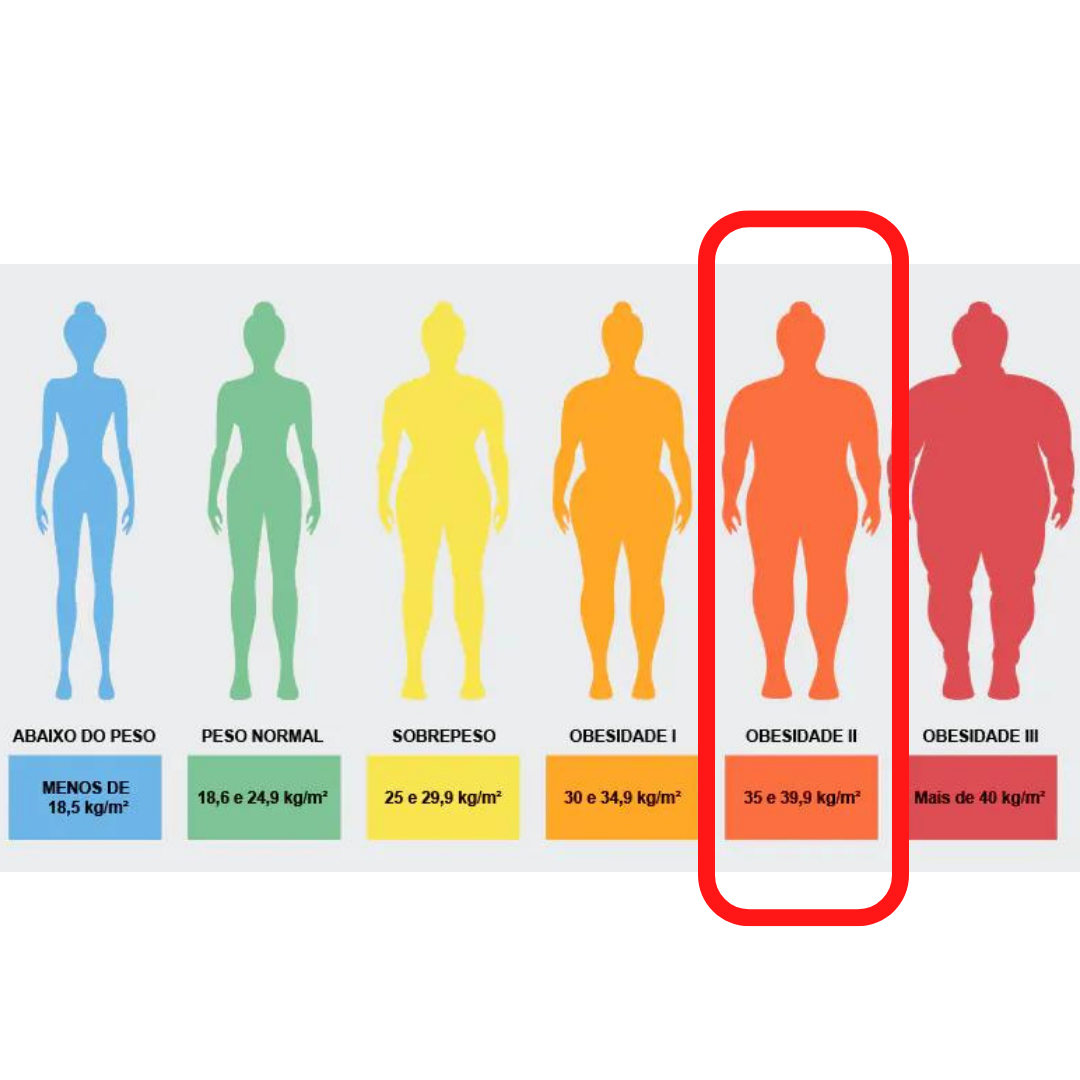 ABAIXO DO PESO
MENOS DE
18,5 kg/m²
PESO NORMAL
18,6 e 24,9 kg/m²
SOBREPESO
25 e 29,9 kg/m²
OBESIDADE I
30 e 34,9 kg/m²
OBESIDADE II
35 e 39,9 kg/m²
OBESIDADE III
Mais de 40 kg/m²